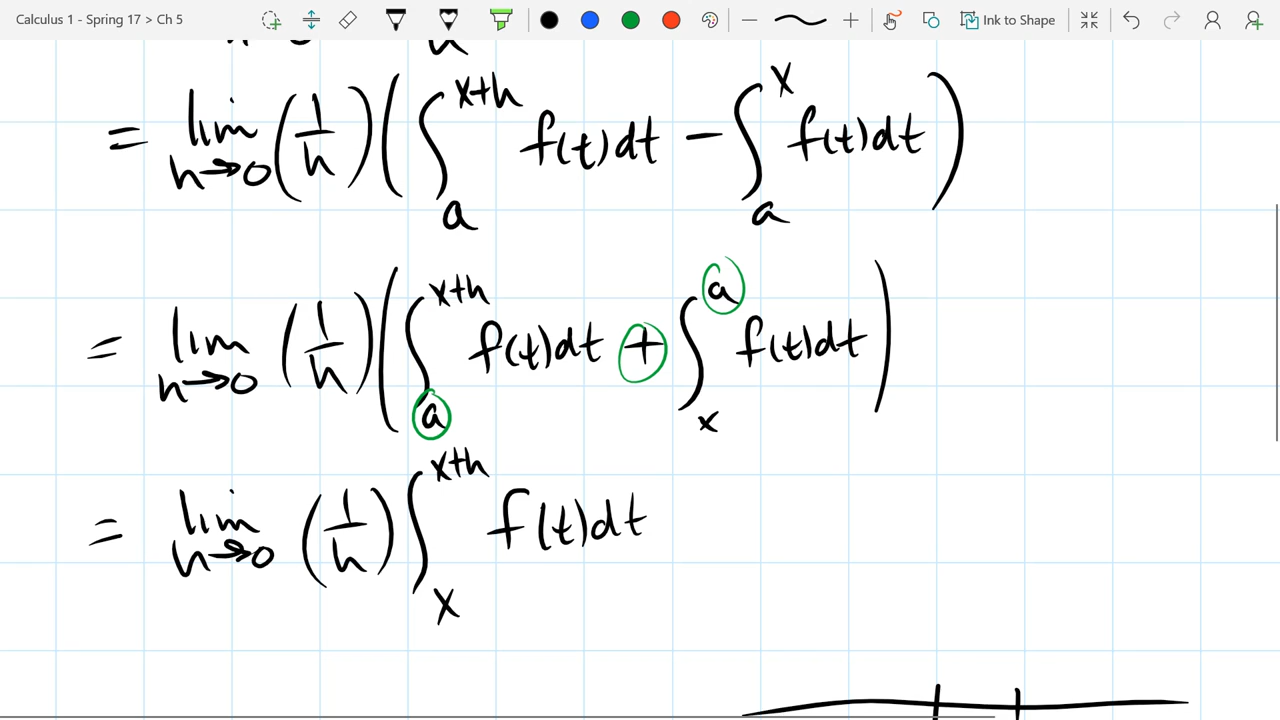 Calculus 1 - Spring 17 > Ch 5
Ink to Shape
= lim h→0 (1/h) (∫_a^{x+h} f(t)dt − ∫_a^x f(t)dt)
= lim h→0 (1/h) (∫_a^{x+h} f(t)dt + ∫_x^a f(t)dt)
= lim h→0 (1/h) ∫_x^{x+h} f(t)dt